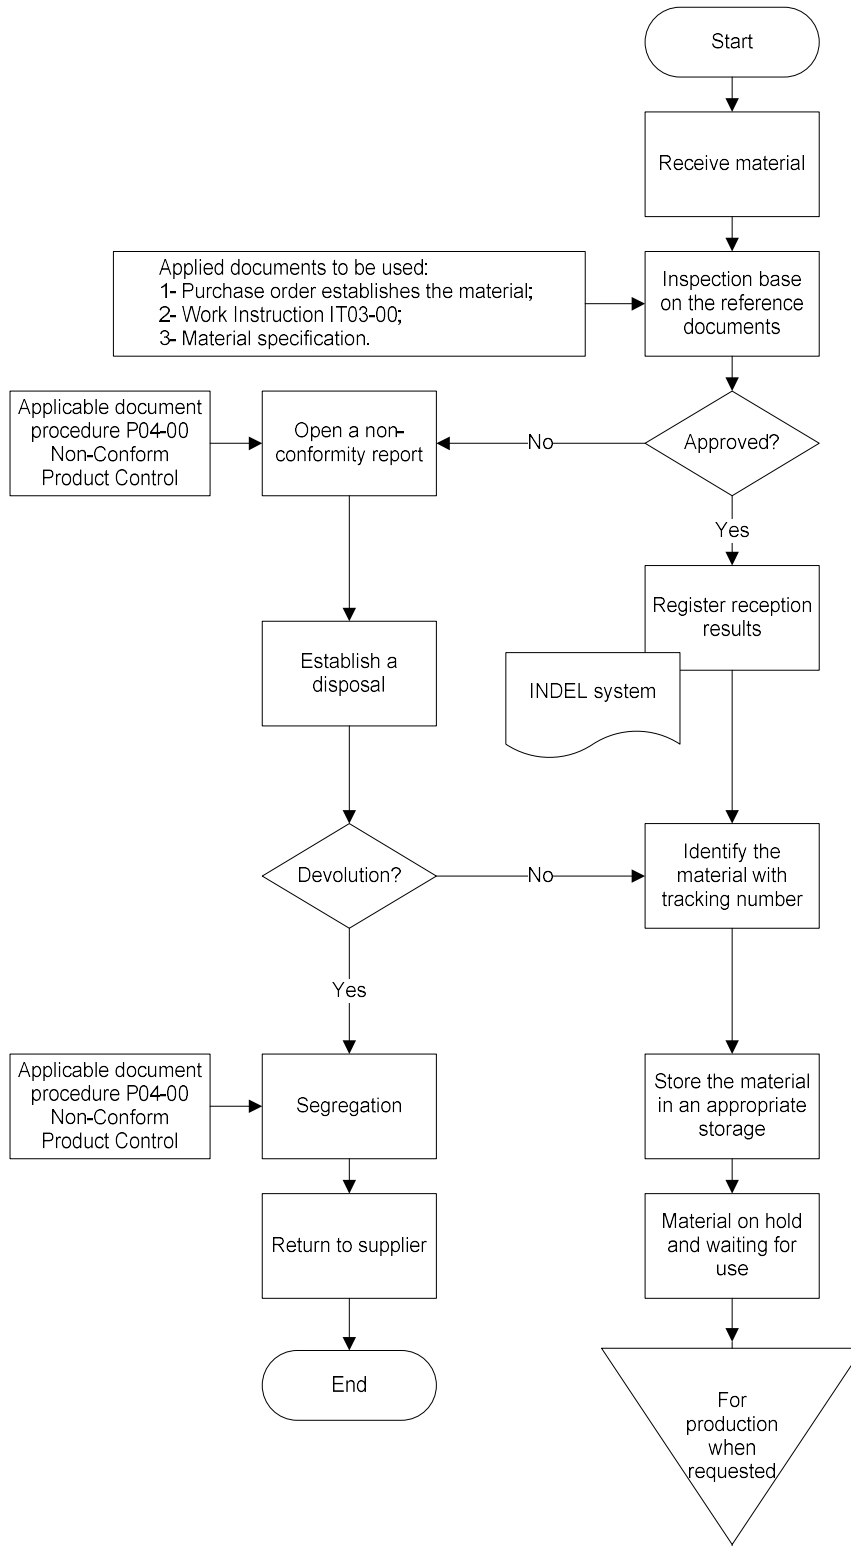 Start
Receive material
Applied documents to be used:
1- Purchase order establishes the material;
2- Work Instruction IT03-00;
3- Material specification.
Inspection base
on the reference
documents
Applicable document
procedure P04-00
Non-Conform
Product Control
Open a non-
conformity report
No
Approved?
Yes
Register reception
results
INDEL system
Establish a
disposal
Devolution?
No
Identify the
material with
tracking number
Yes
Applicable document
procedure P04-00
Non-Conform
Product Control
Segregation
Store the material
in an appropriate
storage
Return to supplier
Material on hold
and waiting for
use
End
For
production
when
requested